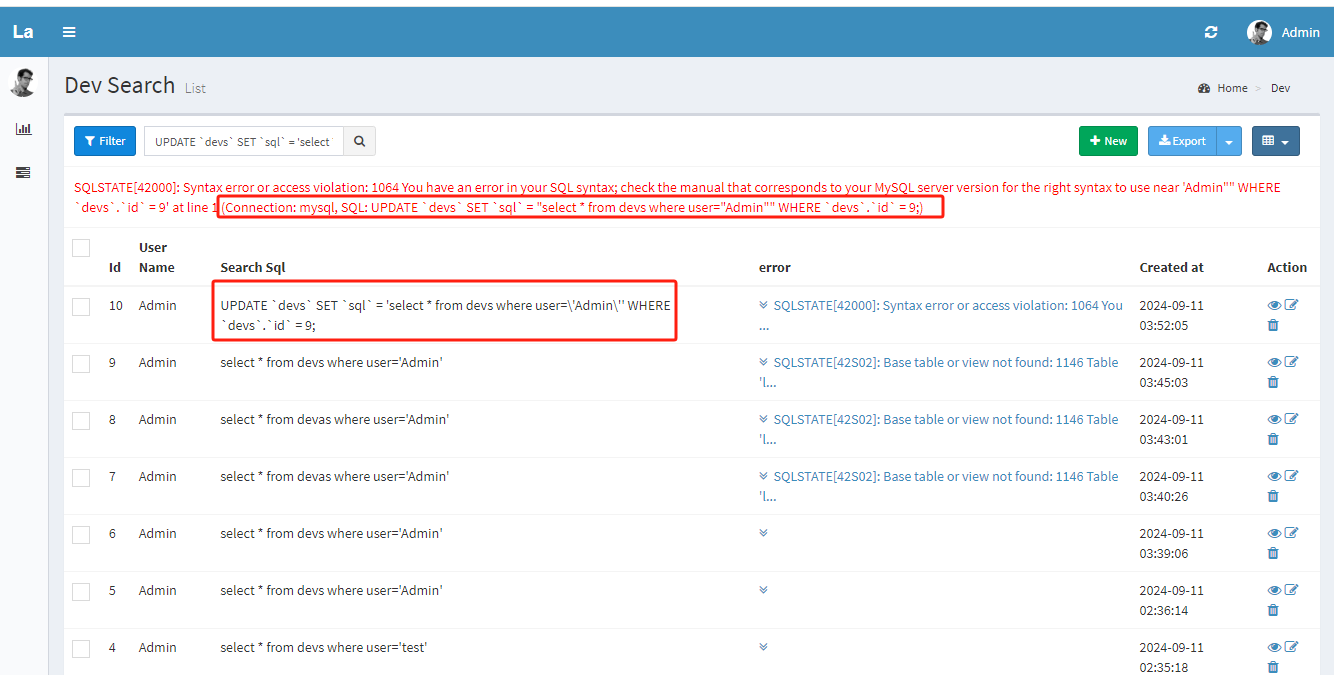 La
Admin
Dev Search List
Home > Dev
Filter
UPDATE `devs` SET `sql` = 'select
New
Export
SQLSTATE[42000]: Syntax error or access violation: 1064 You have an error in your SQL syntax; check the manual that corresponds to your MySQL server version for the right syntax to use near 'Admin"" WHERE
`devs`.`id` = 9' at line 1 (Connection: mysql, SQL: UPDATE `devs` SET `sql` = "select * from devs where user="Admin"" WHERE `devs`.`id` = 9;)
Id User Name Search Sql error Created at Action
10 Admin UPDATE `devs` SET `sql` = 'select * from devs where user=\'Admin\'' WHERE SQLSTATE[42000]: Syntax error or access violation: 1064 You 2024-09-11
`devs`.`id` = 9; ... 03:52:05
9 Admin select * from devs where user='Admin' SQLSTATE[42S02]: Base table or view not found: 1146 Table 2024-09-11
'l... 03:45:03
8 Admin select * from devas where user='Admin' SQLSTATE[42S02]: Base table or view not found: 1146 Table 2024-09-11
'l... 03:43:01
7 Admin select * from devas where user='Admin' SQLSTATE[42S02]: Base table or view not found: 1146 Table 2024-09-11
'l... 03:40:26
6 Admin select * from devs where user='Admin' 2024-09-11
03:39:06
5 Admin select * from devs where user='Admin' 2024-09-11
02:36:14
4 Admin select * from devs where user='test' 2024-09-11
02:35:18